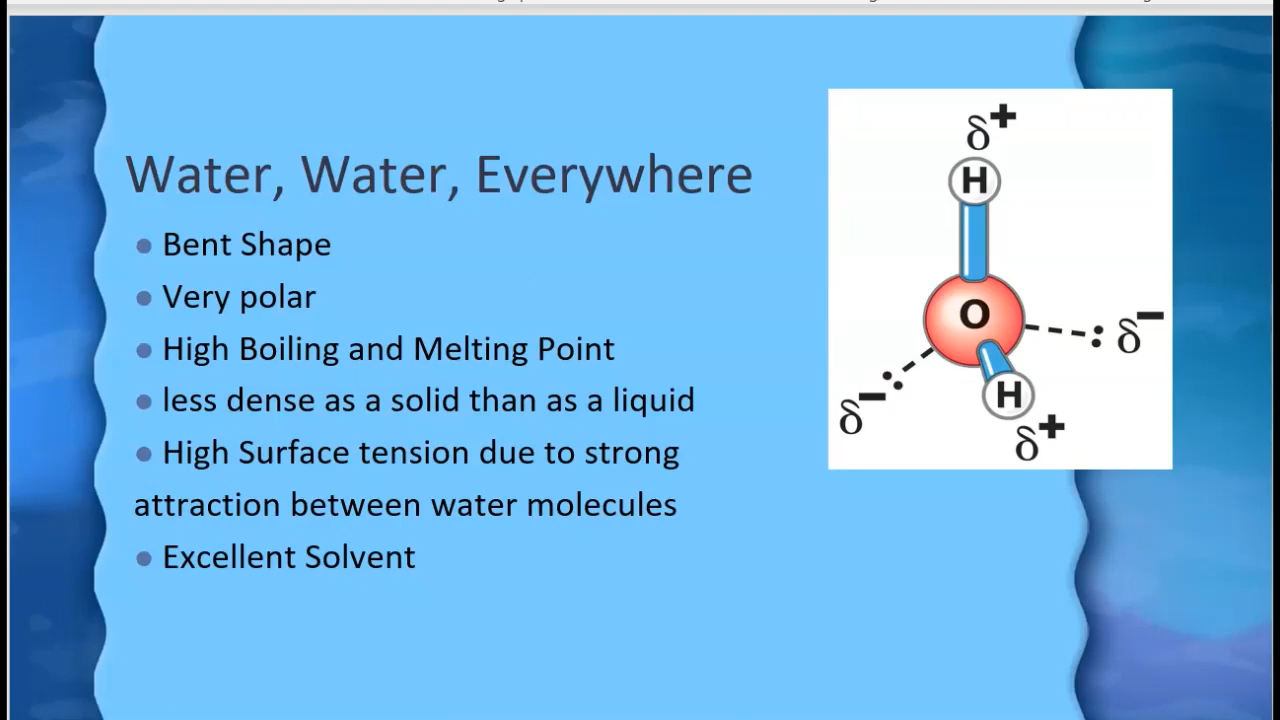 Water, Water, Everywhere
● Bent Shape
● Very polar
● High Boiling and Melting Point
● less dense as a solid than as a liquid
● High Surface tension due to strong
attraction between water molecules
● Excellent Solvent
δ+
H
O
δ−
δ−
H
δ+